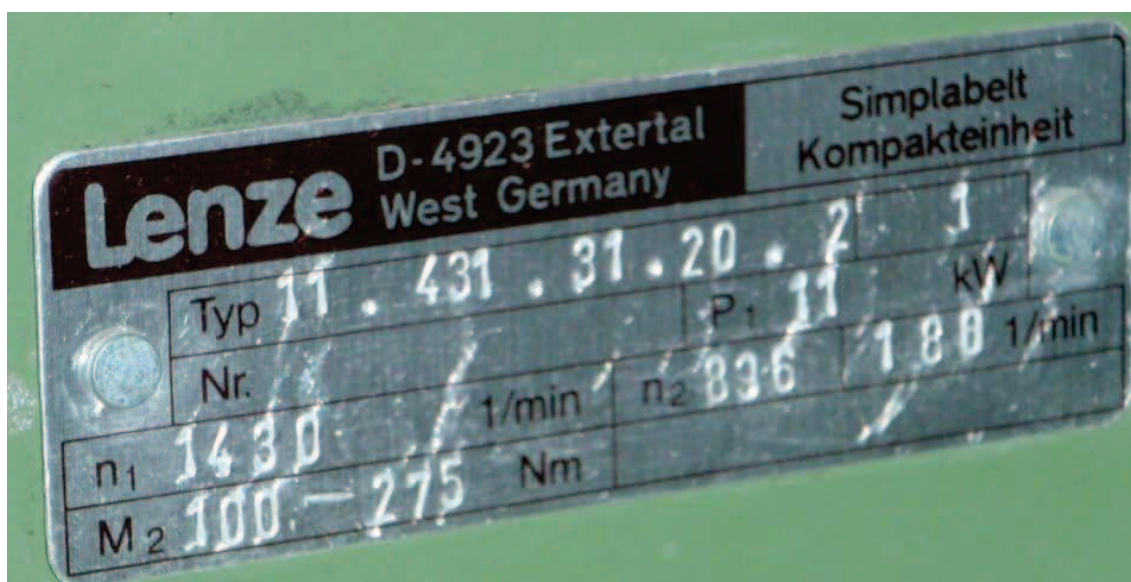 Lenze
D-4923 Extertal
West Germany
Simplabelt
Kompakteinheit
Typ 11 . 431 . 31 . 20 . 2 1
Nr.
P1 11 kW
n1 1430 1/min
n2 896 180 1/min
M2 100 - 275 Nm